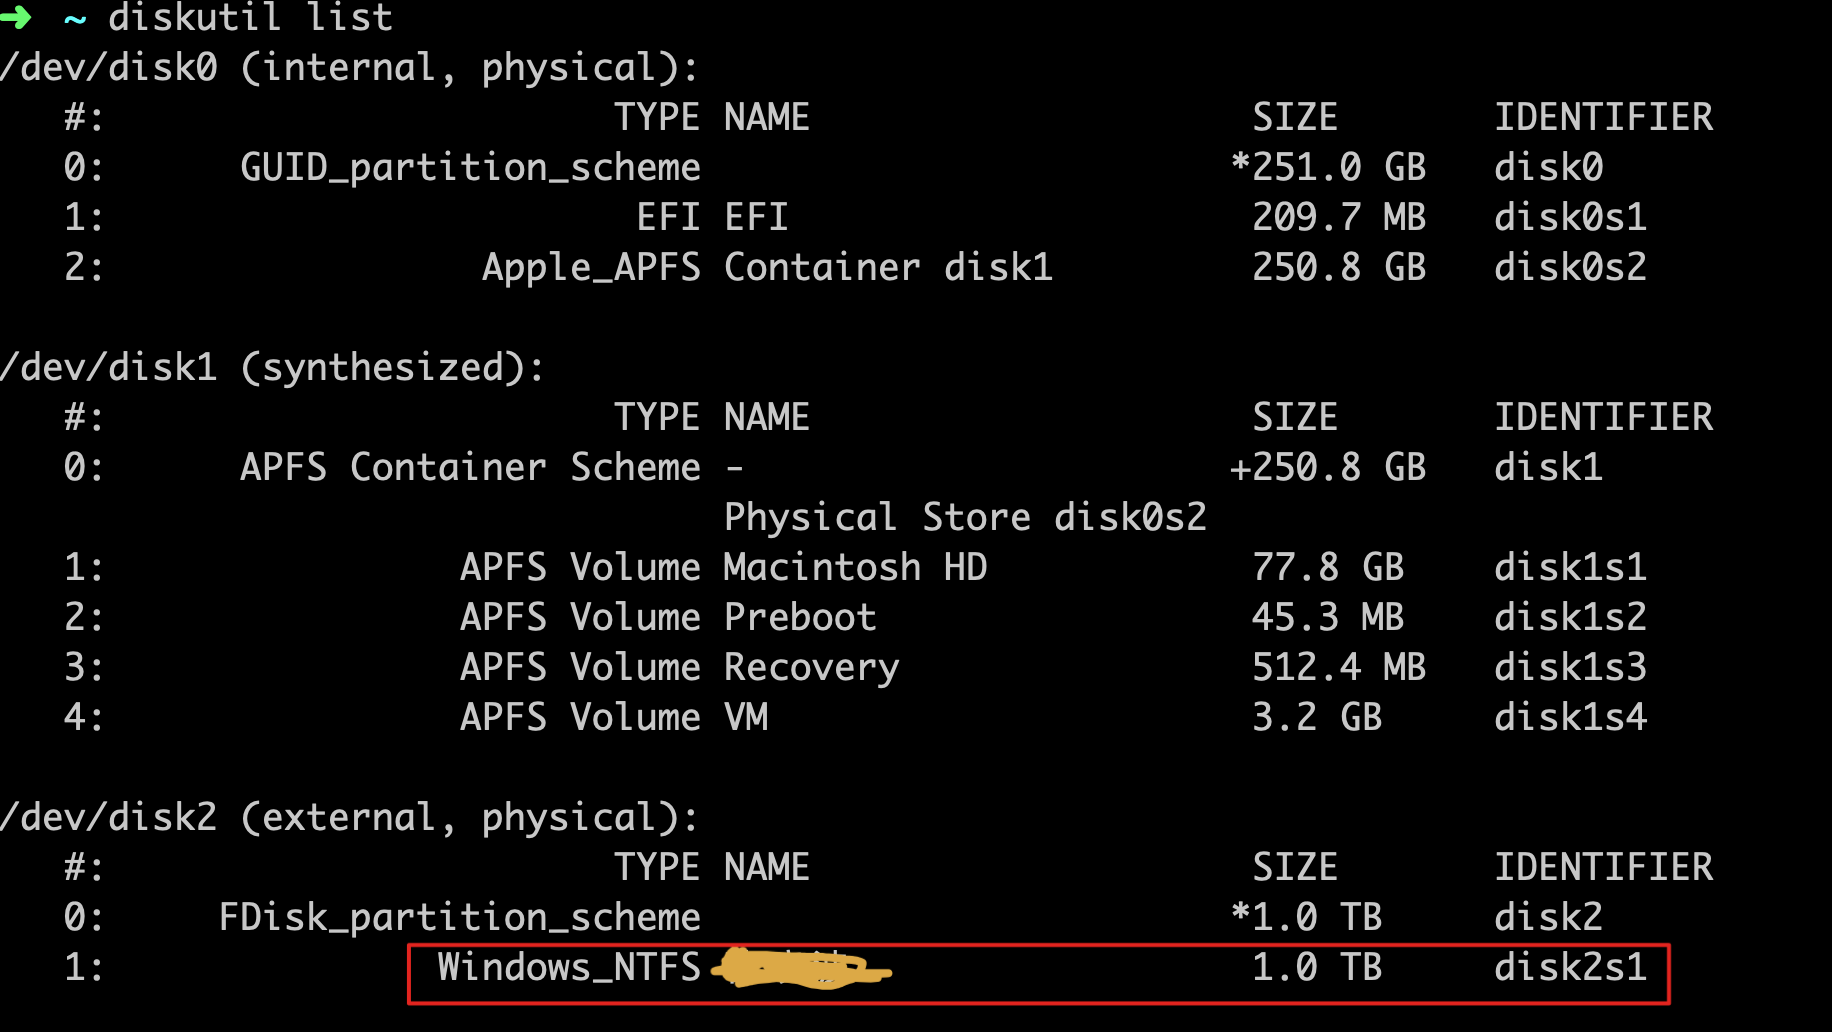 ➜ ~ diskutil list
/dev/disk0 (internal, physical):
#: TYPE NAME SIZE IDENTIFIER
0: GUID_partition_scheme *251.0 GB disk0
1: EFI EFI 209.7 MB disk0s1
2: Apple_APFS Container disk1 250.8 GB disk0s2
/dev/disk1 (synthesized):
#: TYPE NAME SIZE IDENTIFIER
0: APFS Container Scheme - +250.8 GB disk1
Physical Store disk0s2
1: APFS Volume Macintosh HD 77.8 GB disk1s1
2: APFS Volume Preboot 45.3 MB disk1s2
3: APFS Volume Recovery 512.4 MB disk1s3
4: APFS Volume VM 3.2 GB disk1s4
/dev/disk2 (external, physical):
#: TYPE NAME SIZE IDENTIFIER
0: FDisk_partition_scheme *1.0 TB disk2
1: Windows_NTFS 1.0 TB disk2s1